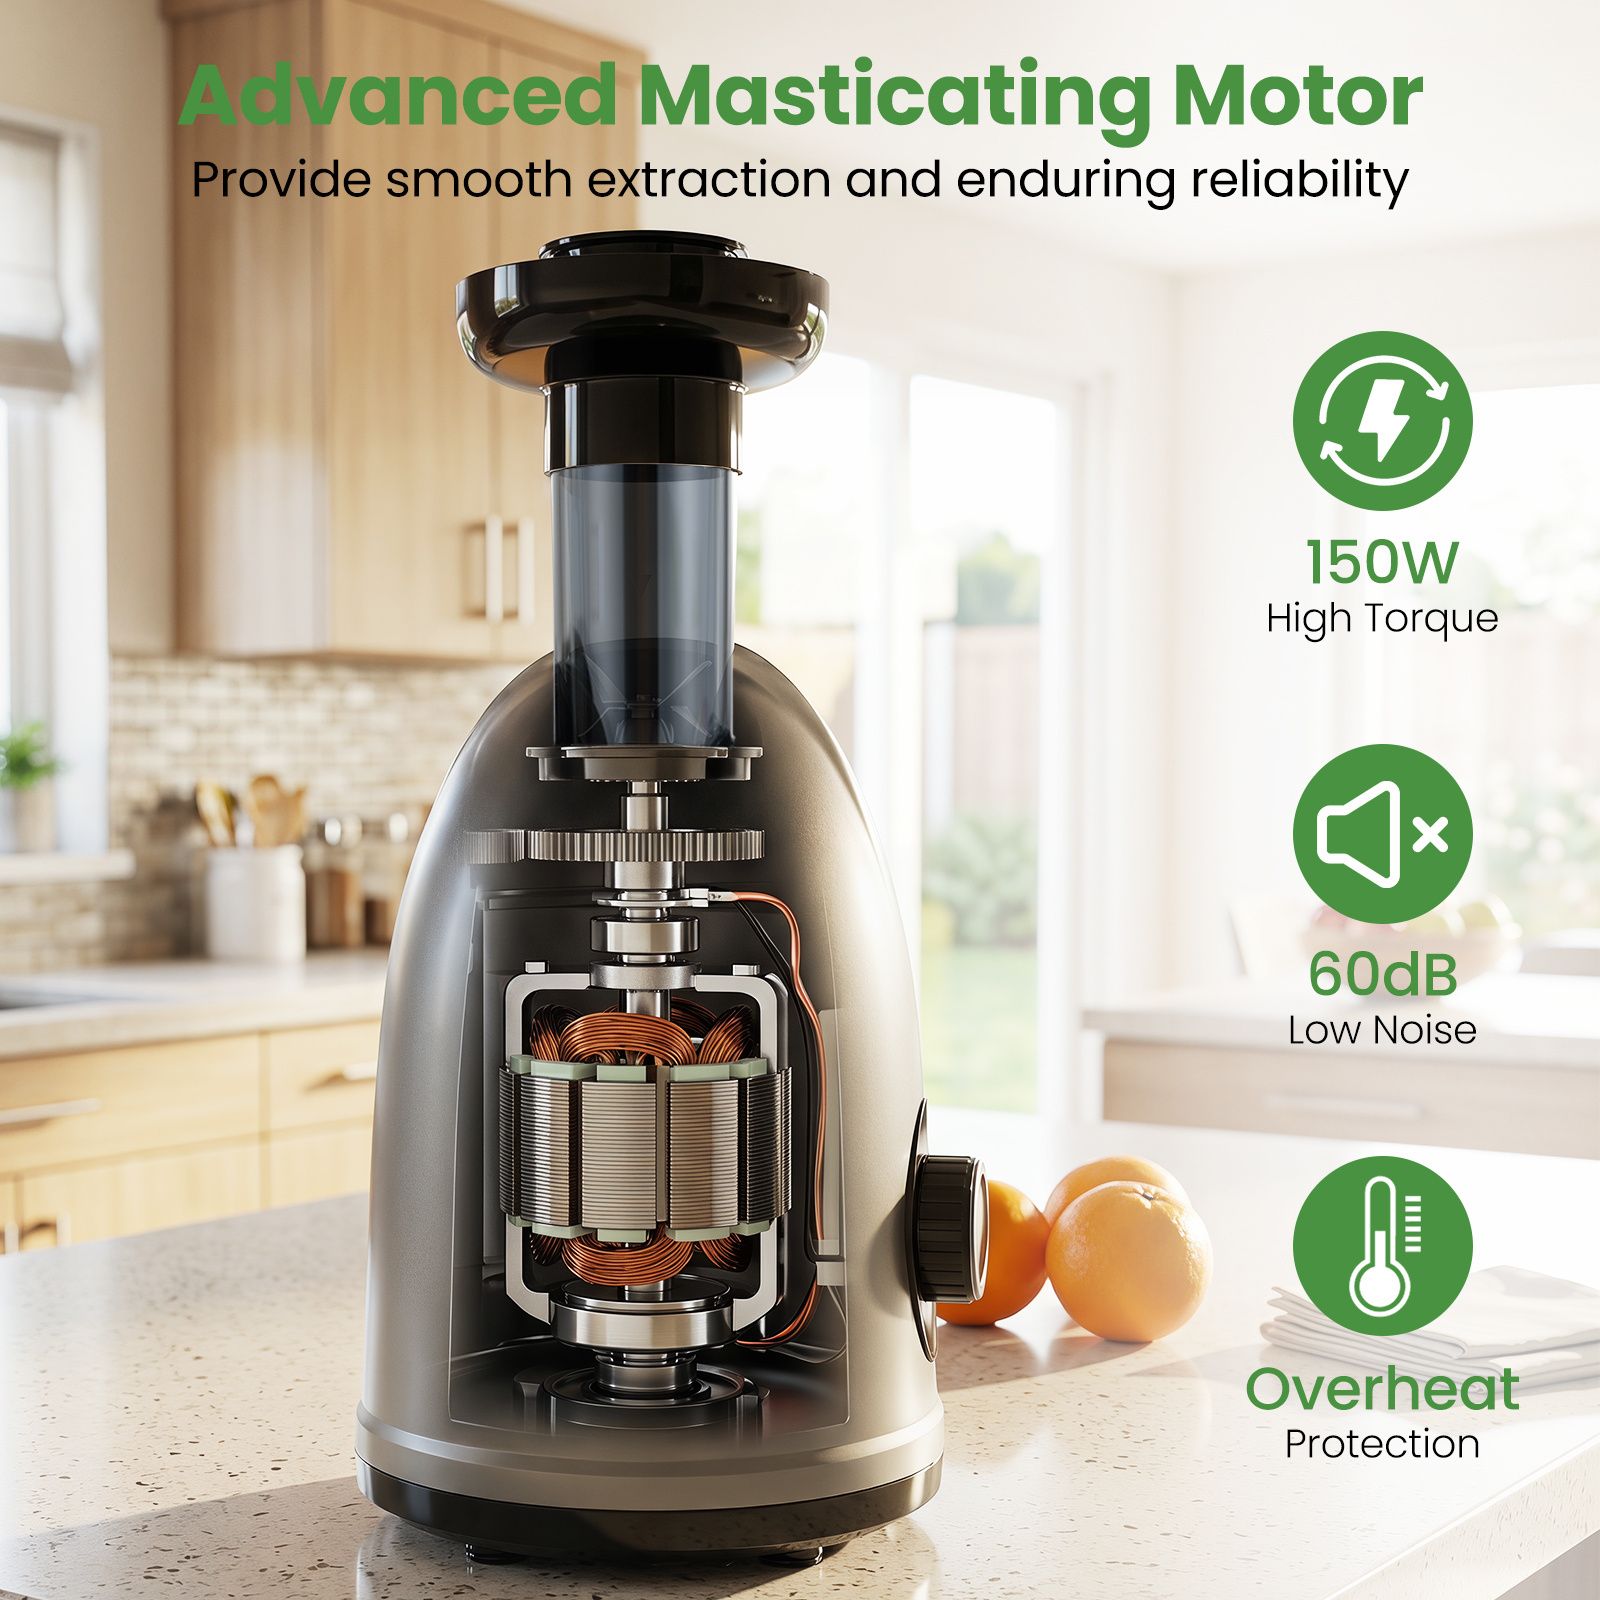 Advanced Masticating Motor
Provide smooth extraction and enduring reliability
150W
High Torque
60dB
Low Noise
Overheat
Protection